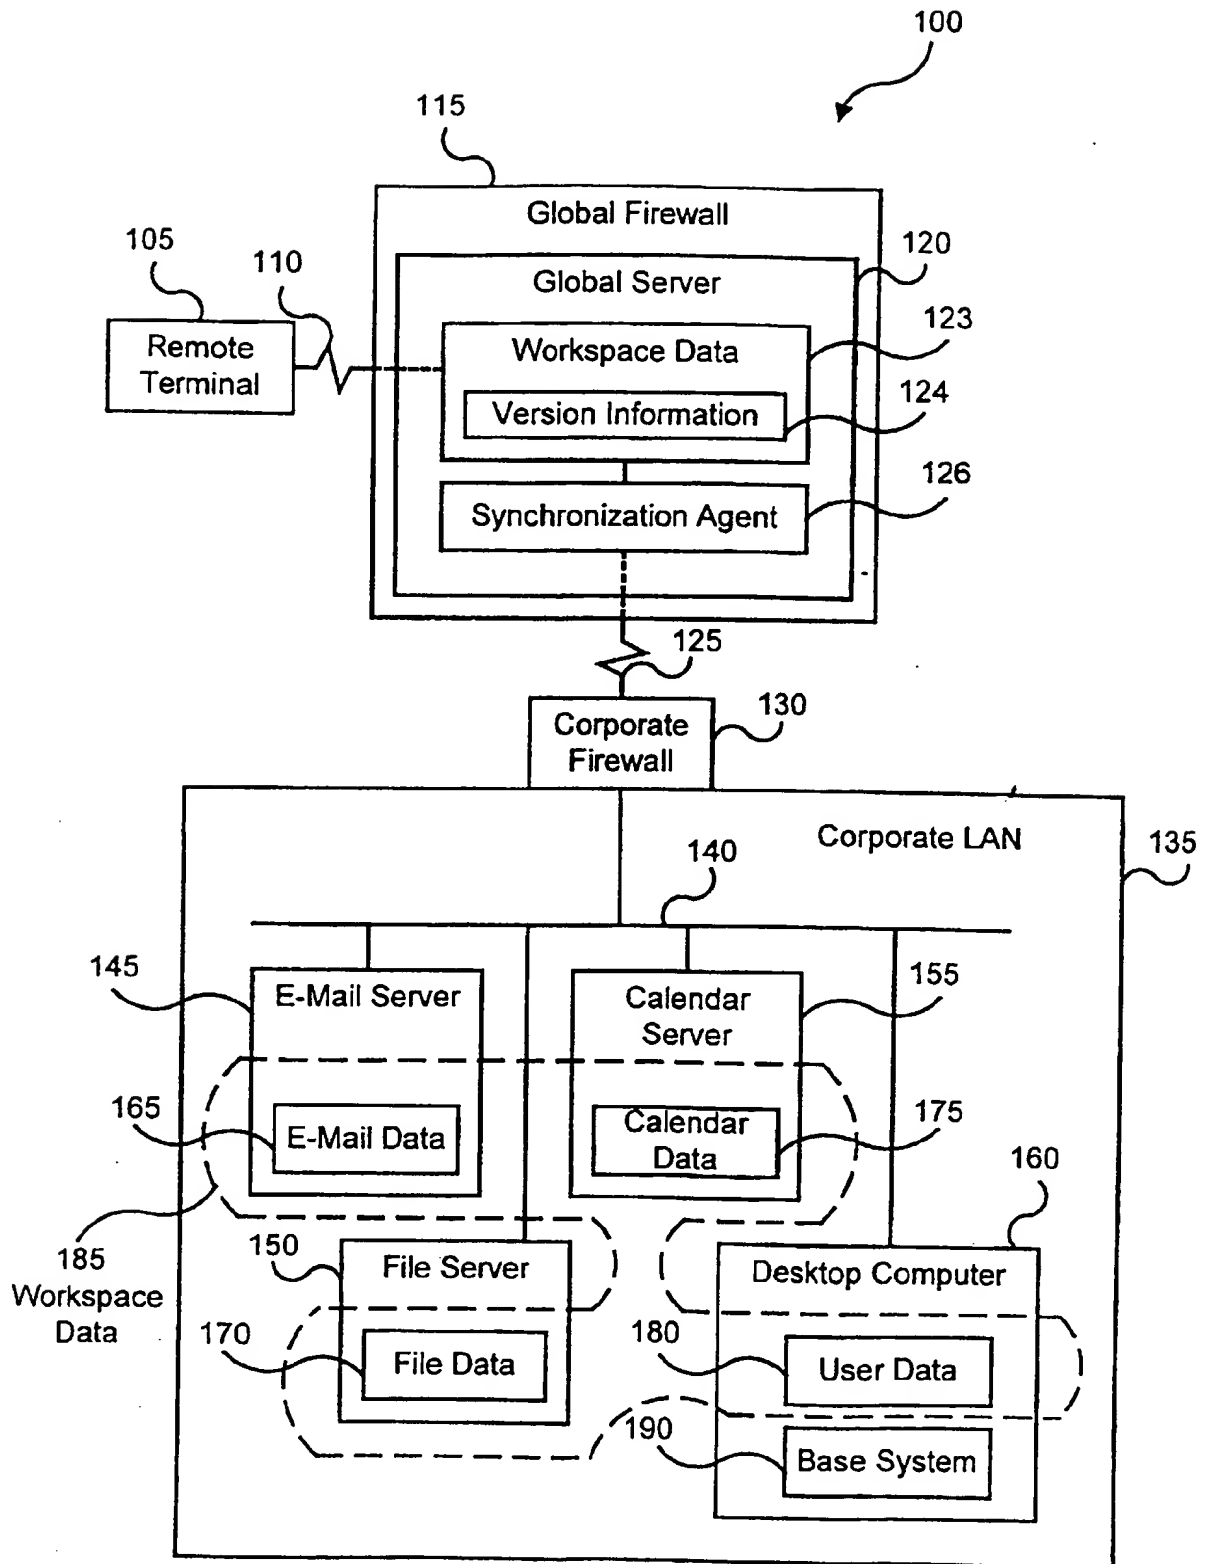 100
115
Global Firewall
105
110
120
Global Server
123
Remote
Terminal
Workspace Data
124
Version Information
126
Synchronization Agent
125
130
Corporate
Firewall
Corporate LAN
135
140
145
E-Mail Server
Calendar
Server
155
165
E-Mail Data
Calendar
Data
175
160
185
Workspace
Data
150
File Server
Desktop Computer
170
File Data
180
User Data
190
Base System